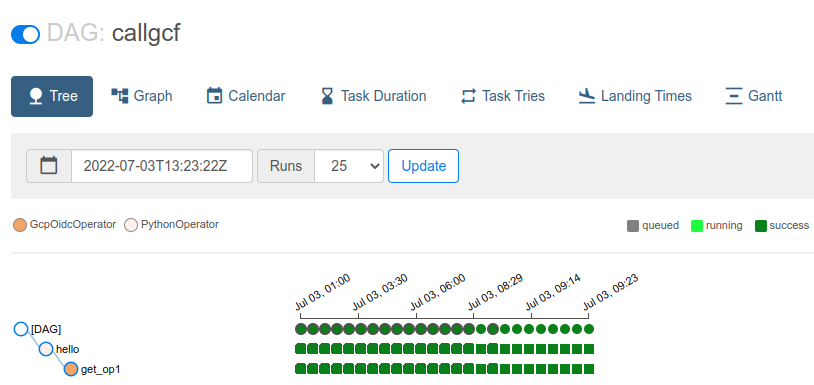 DAG: callgcf
Tree Graph Calendar Task Duration Task Tries Landing Times Gantt
2022-07-03T13:23:22Z Runs 25 Update
GcpOidcOperator PythonOperator queued running success
Jul 03, 01:00 Jul 03, 03:30 Jul 03, 06:00 Jul 03, 08:29 Jul 03, 09:14 Jul 03, 09:23
[DAG]
hello
get_op1